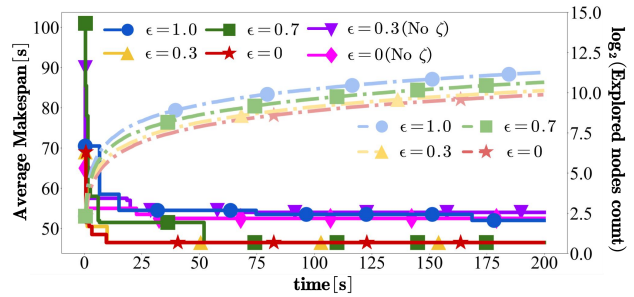 Average Makespan[s]
100
90
80
70
60
50
ϵ=1.0
ϵ=0.7
ϵ=0.3(No ζ)
ϵ=0.3
ϵ=0
ϵ=0(No ζ)
ϵ=1.0
ϵ=0.7
ϵ=0.3
ϵ=0
15.0
12.5
10.0
7.5
5.0
2.5
0.0
log₂(Explored nodes count)
0 25 50 75 100 125 150 175 200
time[s]